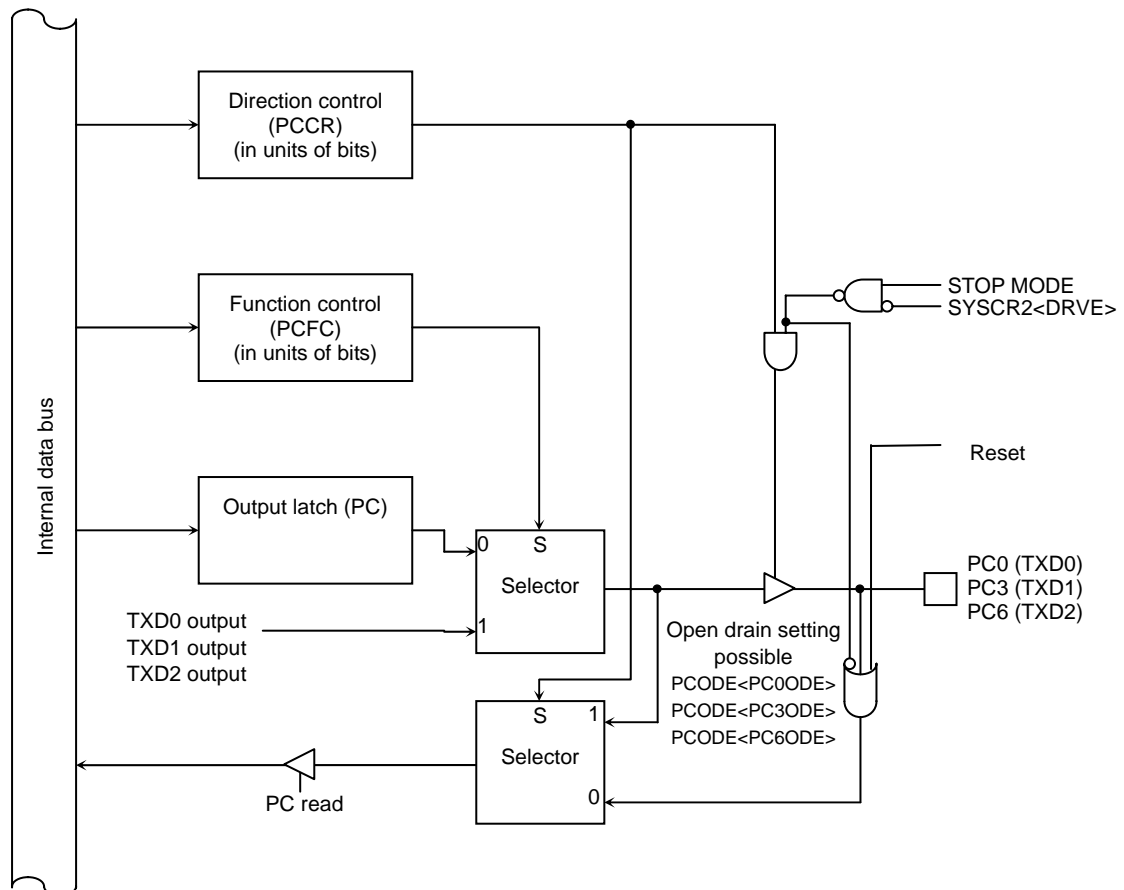 Direction control
(PCCR)
(in units of bits)
STOP MODE
SYSCR2<DRVE>
Function control
(PCFC)
(in units of bits)
Internal data bus
Reset
Output latch (PC)
0
S
Selector
1
PC0 (TXD0)
PC3 (TXD1)
PC6 (TXD2)
TXD0 output
TXD1 output
TXD2 output
Open drain setting
possible
PCODE<PC0ODE>
PCODE<PC3ODE>
PCODE<PC6ODE>
S
1
Selector
0
PC read